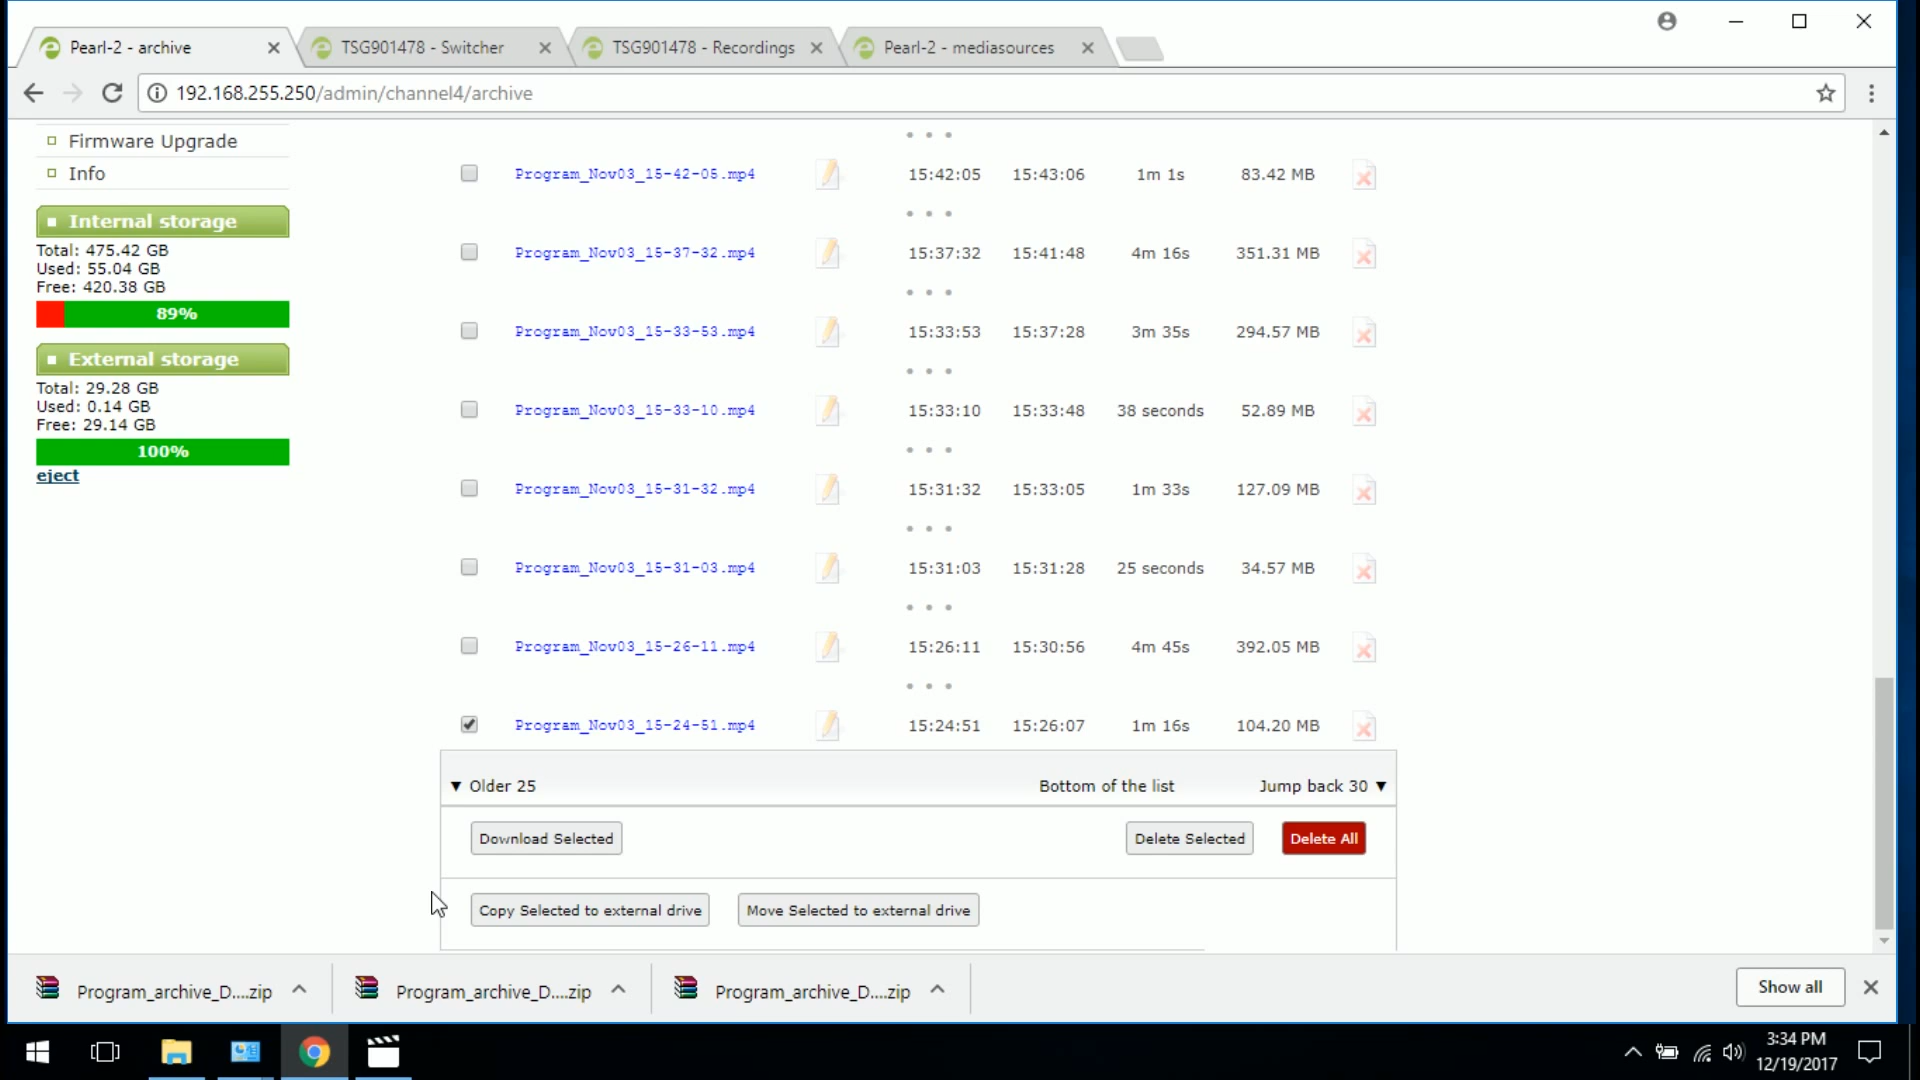 Pearl-2 - archive
TSG901478 - Switcher
TSG901478 - Recordings
Pearl-2 - mediasources
192.168.255.250/admin/channel4/archive
Firmware Upgrade
Info
Internal storage
Total: 475.42 GB
Used: 55.04 GB
Free: 420.38 GB
89%
External storage
Total: 29.28 GB
Used: 0.14 GB
Free: 29.14 GB
100%
eject
Program_Nov03_15-42-05.mp4 15:42:05 15:43:06 1m 1s 83.42 MB
Program_Nov03_15-37-32.mp4 15:37:32 15:41:48 4m 16s 351.31 MB
Program_Nov03_15-33-53.mp4 15:33:53 15:37:28 3m 35s 294.57 MB
Program_Nov03_15-33-10.mp4 15:33:10 15:33:48 38 seconds 52.89 MB
Program_Nov03_15-31-32.mp4 15:31:32 15:33:05 1m 33s 127.09 MB
Program_Nov03_15-31-03.mp4 15:31:03 15:31:28 25 seconds 34.57 MB
Program_Nov03_15-26-11.mp4 15:26:11 15:30:56 4m 45s 392.05 MB
Program_Nov03_15-24-51.mp4 15:24:51 15:26:07 1m 16s 104.20 MB
▼ Older 25 Bottom of the list Jump back 30 ▼
Download Selected Delete Selected Delete All
Copy Selected to external drive Move Selected to external drive
Program_archive_D....zip Program_archive_D....zip Program_archive_D....zip Show all
3:34 PM
12/19/2017